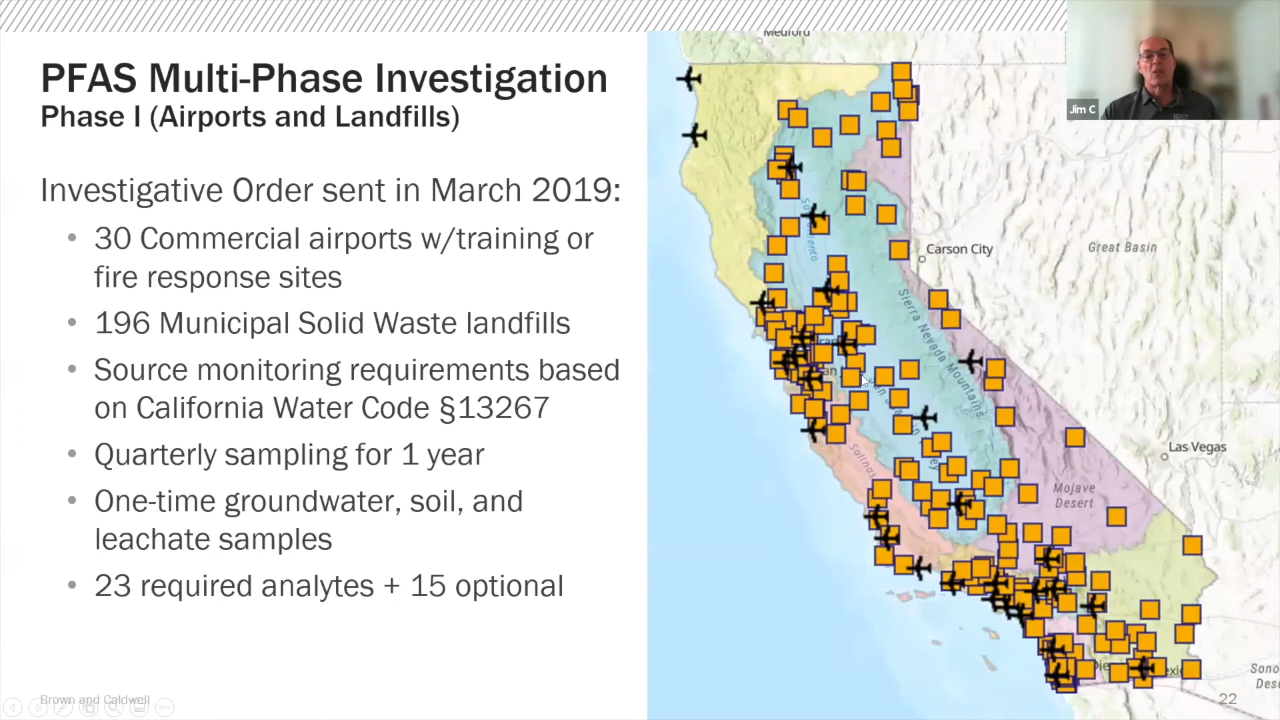 Medford
PFAS Multi-Phase Investigation
Phase I (Airports and Landfills)
Jim C
Investigative Order sent in March 2019:
• 30 Commercial airports w/training or
fire response sites
• 196 Municipal Solid Waste landfills
• Source monitoring requirements based
on California Water Code §13267
• Quarterly sampling for 1 year
• One-time groundwater, soil, and
leachate samples
• 23 required analytes + 15 optional
Carson City
Great Basin
Sierra Nevada Mountains
Las Vegas
Salinas
Mojave
Desert
Brown and Caldwell
22